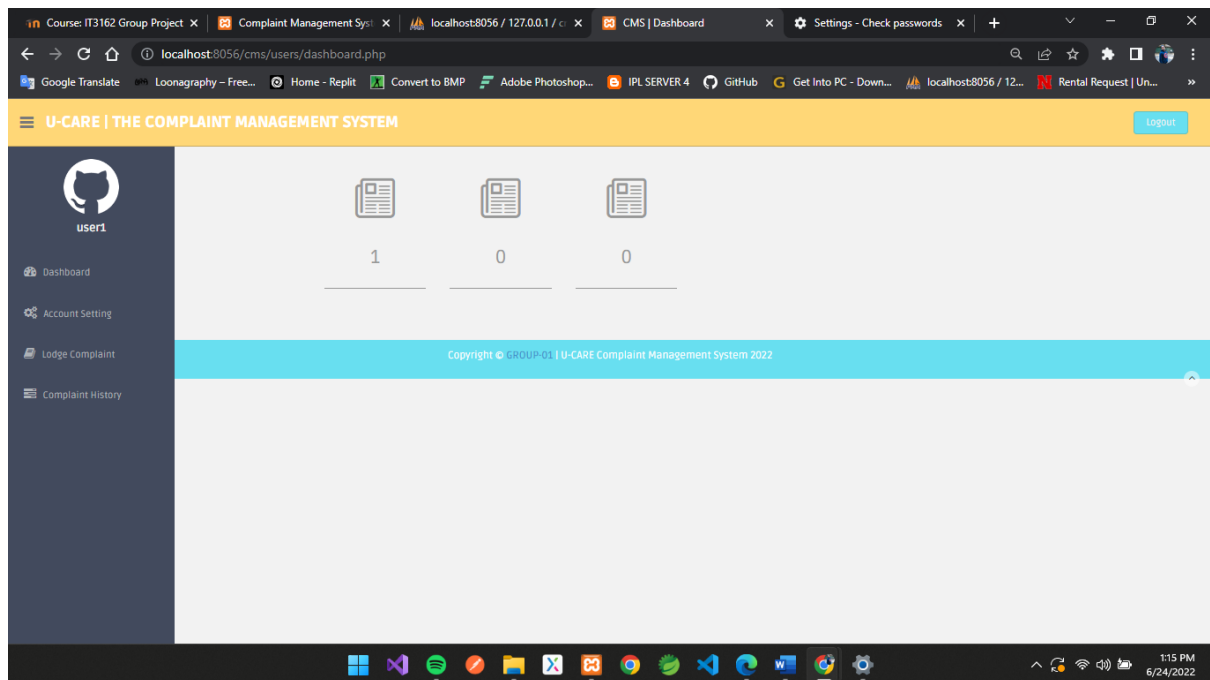 Course: IT3162 Group Project
Complaint Management Syst
localhost:8056 / 127.0.0.1 / cc
CMS | Dashboard
Settings - Check passwords
localhost:8056/cms/users/dashboard.php
Google Translate
Loonagraphy – Free...
Home - Replit
Convert to BMP
Adobe Photoshop...
IPL SERVER 4
GitHub
Get Into PC - Down...
localhost:8056 / 12...
Rental Request | Un...
U-CARE | THE COMPLAINT MANAGEMENT SYSTEM
Logout
user1
Dashboard
Account Setting
Lodge Complaint
Complaint History
1
0
0
Copyright © GROUP-01 | U-CARE Complaint Management System 2022
1:15 PM
6/24/2022